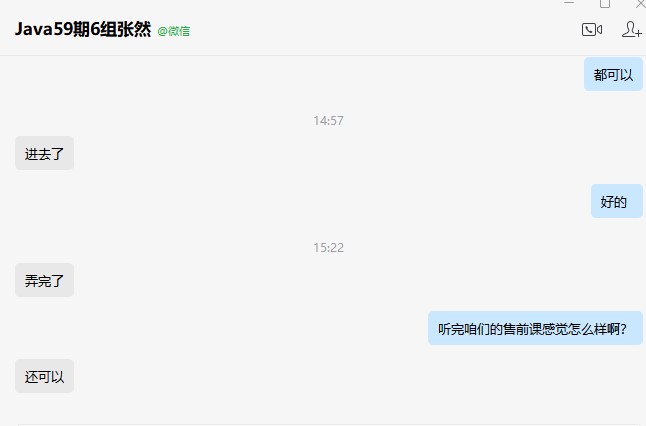 Java59期6组张然 @微信
都可以
14:57
进去了
好的
15:22
弄完了
听完咱们的售前课感觉怎么样啊?
还可以